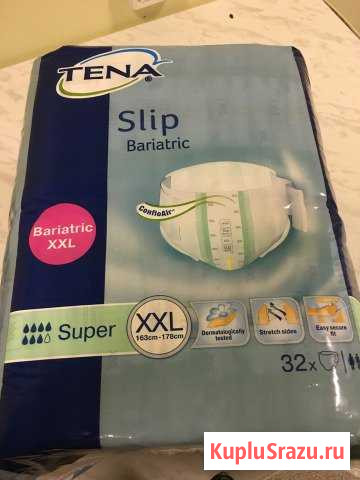 TENA®
Slip
Bariatric
ConfioAir™
Bariatric
XXL
Super
XXL
163cm-178cm
Dermatologically
tested
Stretch sides
Easy secure
fit
32x
KupluSrazu.ru